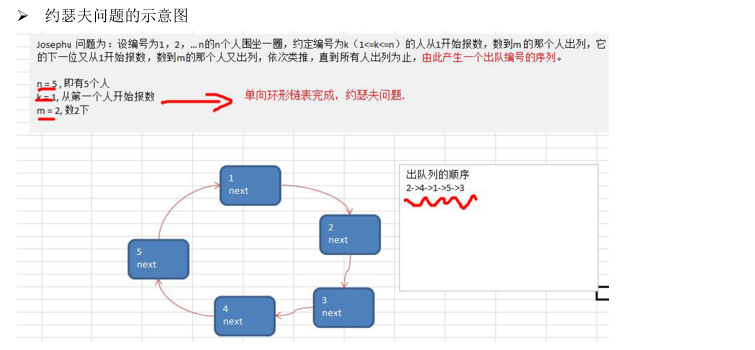 ➢ 约瑟夫问题的示意图
Josephu 问题为：设编号为1，2，… n的n个人围坐一圈，约定编号为k（1<=k<=n）的人从1开始报数，数到m 的那个人出列，它
的下一位又从1开始报数，数到m的那个人又出列，依次类推，直到所有人出列为止，由此产生一个出队编号的序列。
n = 5 , 即有5个人
k = 1, 从第一个人开始报数
m = 2, 数2下
单向环形链表完成，约瑟夫问题.
出队列的顺序
2->4->1->5->3
1
next
2
next
5
next
3
next
4
next